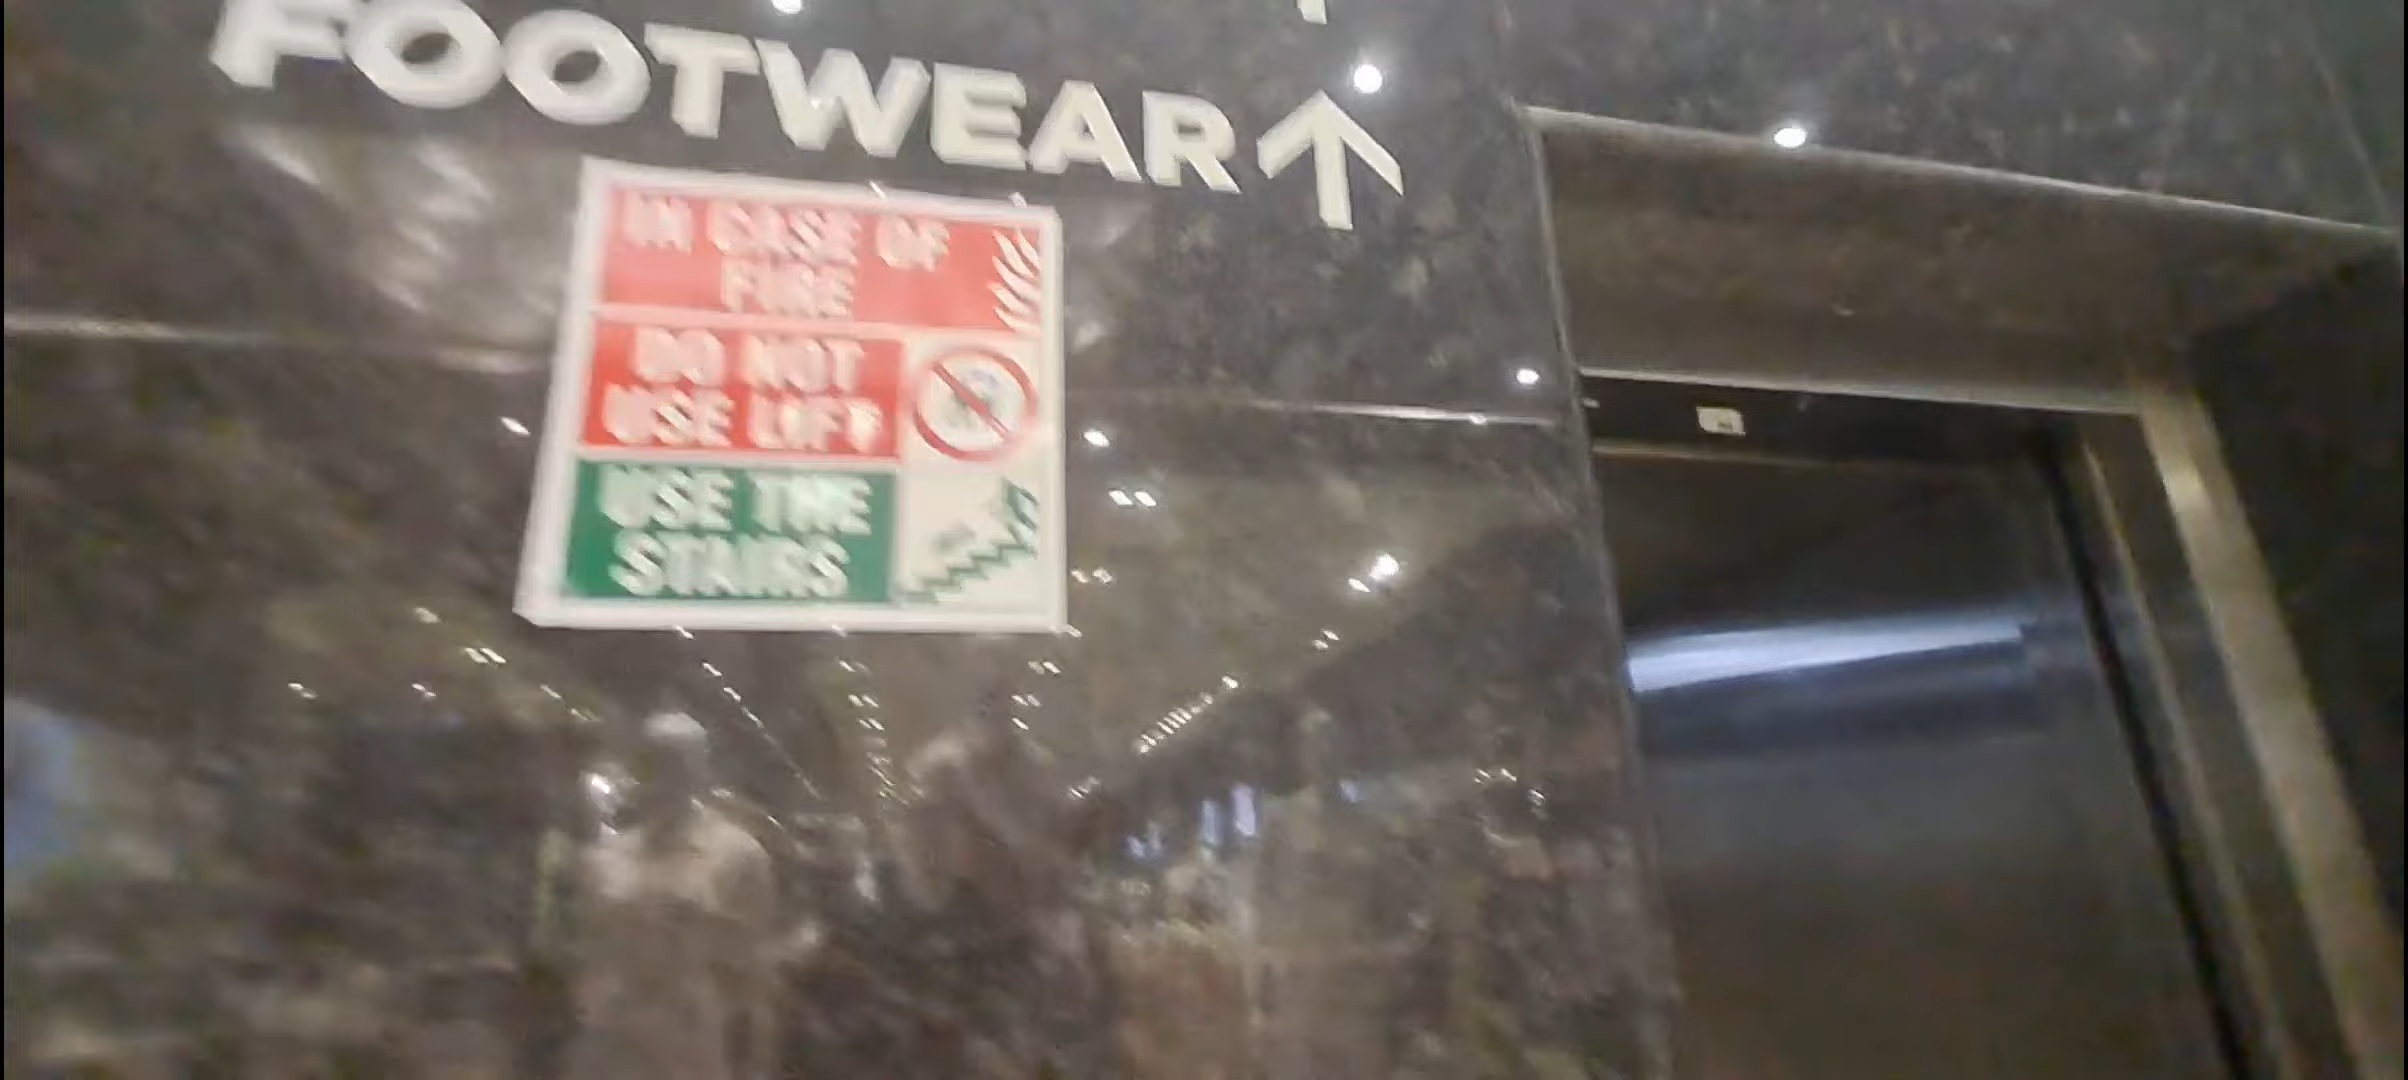 FOOTWEAR ↑
IN CASE OF
FIRE
DO NOT
USE LIFT
USE THE
STAIRS